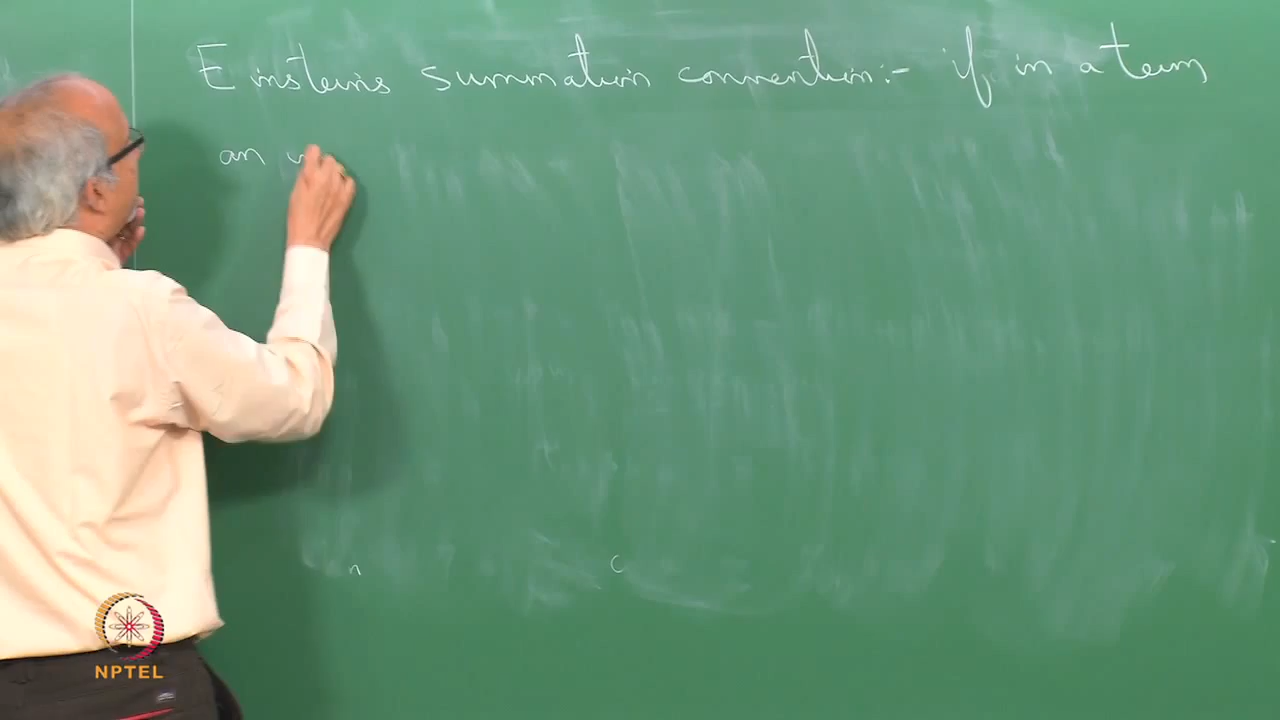 Einsteins summation convention:- if in a term
an
NPTEL